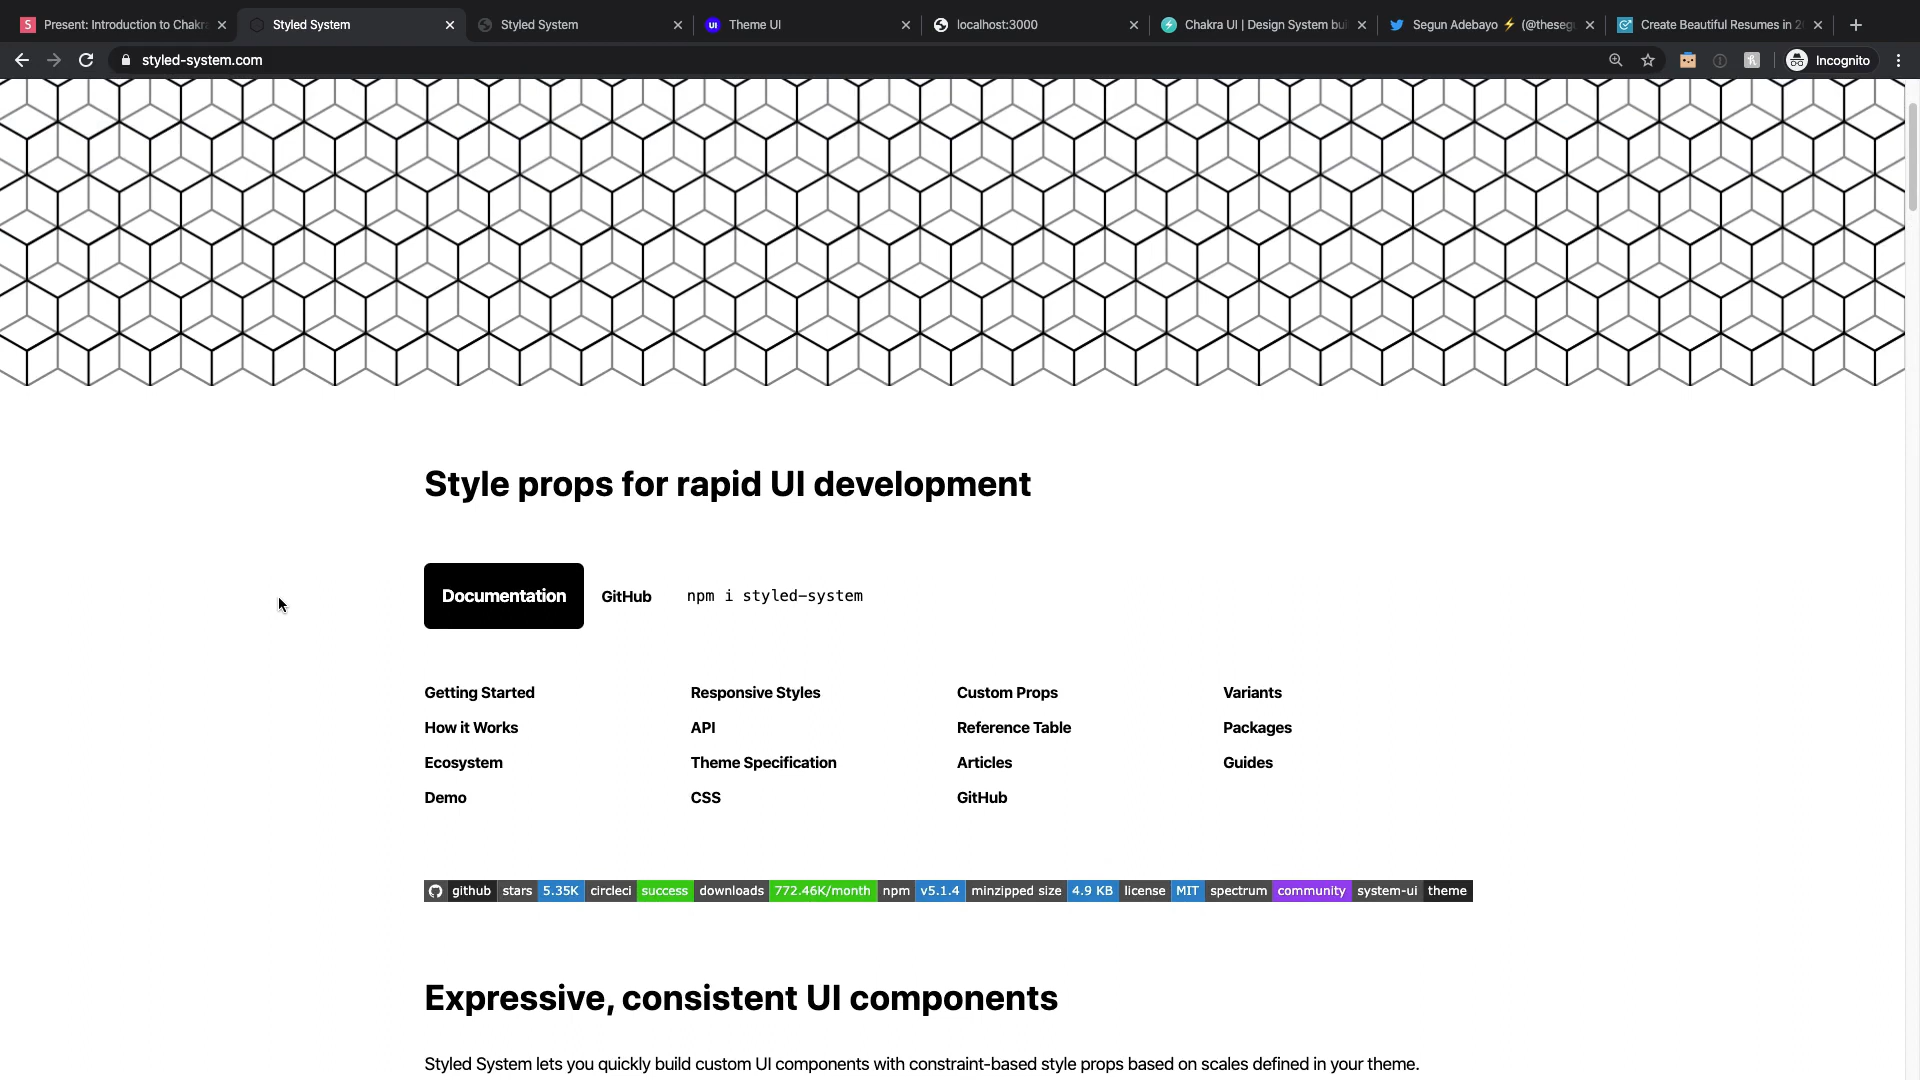 Present: Introduction to Chakra
Styled System
Styled System
Theme UI
localhost:3000
Chakra UI | Design System bui
Segun Adebayo ⚡ (@thesegu
Create Beautiful Resumes in 2
styled-system.com
Incognito
Style props for rapid UI development
Documentation GitHub npm i styled-system
Getting Started Responsive Styles Custom Props Variants
How it Works API Reference Table Packages
Ecosystem Theme Specification Articles Guides
Demo CSS GitHub
github stars 5.35K circleci success downloads 772.46K/month npm v5.1.4 minzipped size 4.9 KB license MIT spectrum community system-ui theme
Expressive, consistent UI components
Styled System lets you quickly build custom UI components with constraint-based style props based on scales defined in your theme.